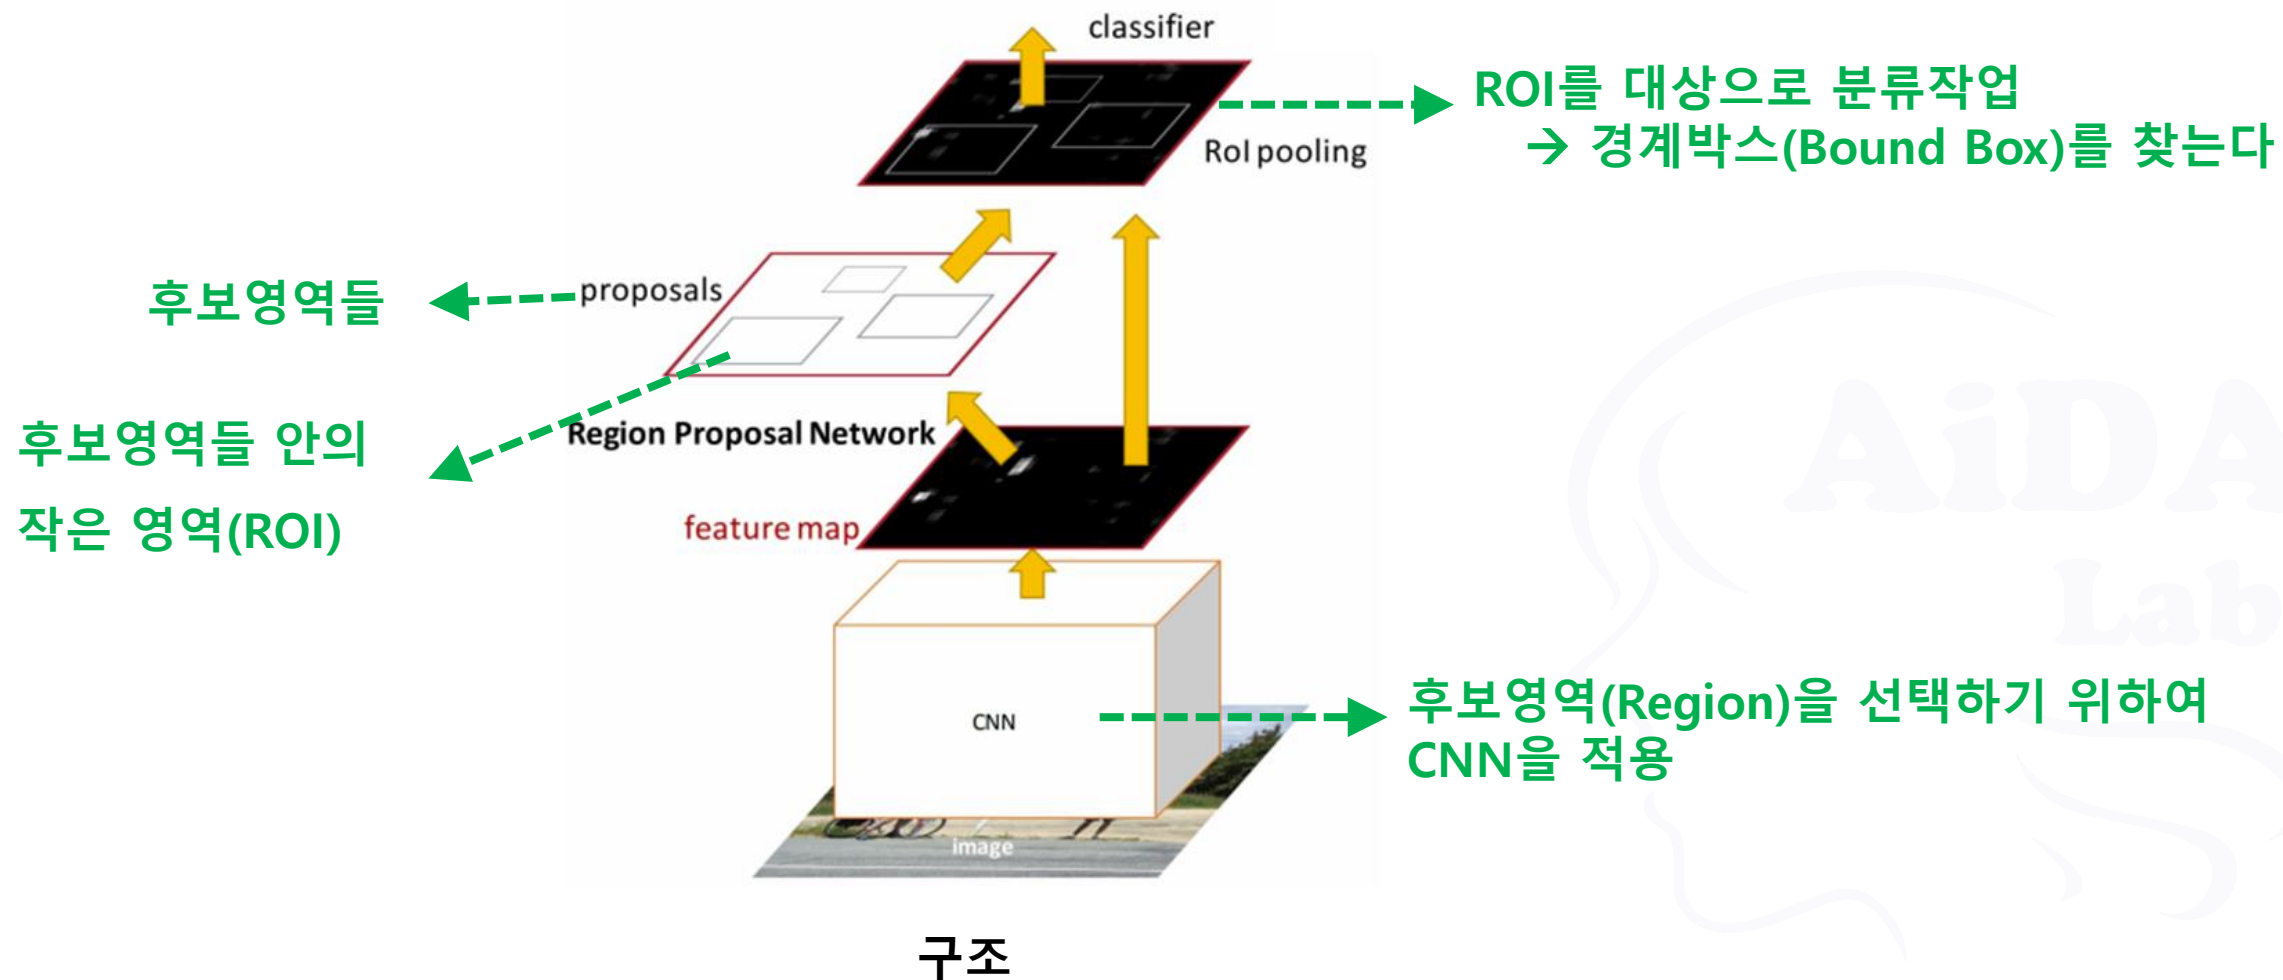 classifier
ROI를 대상으로 분류작업
→ 경계박스(Bound Box)를 찾는다
RoI pooling
후보영역들
proposals
후보영역들 안의
작은 영역(ROI)
Region Proposal Network
feature map
CNN
후보영역(Region)을 선택하기 위하여
CNN을 적용
image
구조
AiDA
Lab